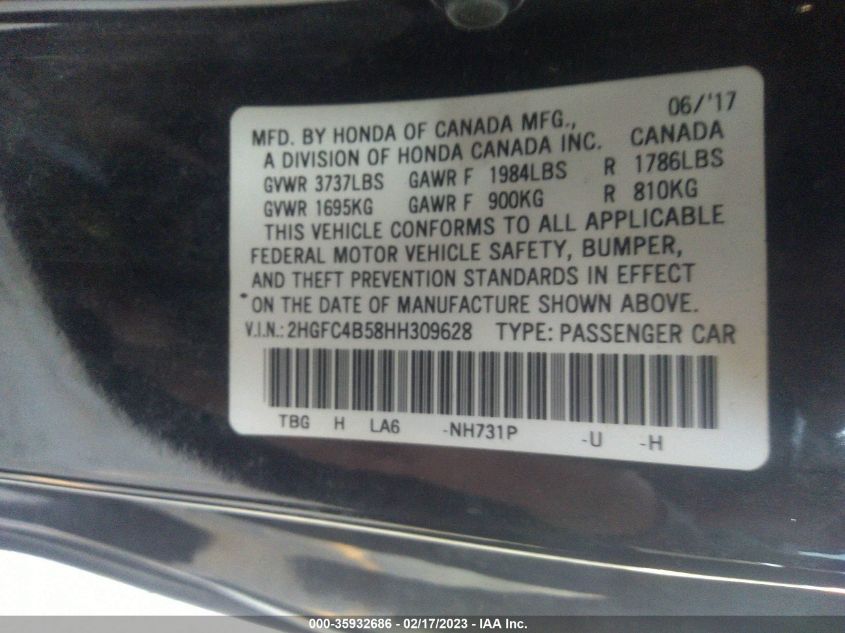 06/'17
MFD. BY HONDA OF CANADA MFG.,
A DIVISION OF HONDA CANADA INC. CANADA
GVWR 3737LBS GAWR F 1984LBS R 1786LBS
GVWR 1695KG GAWR F 900KG R 810KG
THIS VEHICLE CONFORMS TO ALL APPLICABLE
FEDERAL MOTOR VEHICLE SAFETY, BUMPER,
AND THEFT PREVENTION STANDARDS IN EFFECT
ON THE DATE OF MANUFACTURE SHOWN ABOVE.
V.I.N.: 2HGFC4B58HH309628 TYPE: PASSENGER CAR
TBG H LA6 -NH731P -U -H
000-35932686 - 02/17/2023 - IAA Inc.